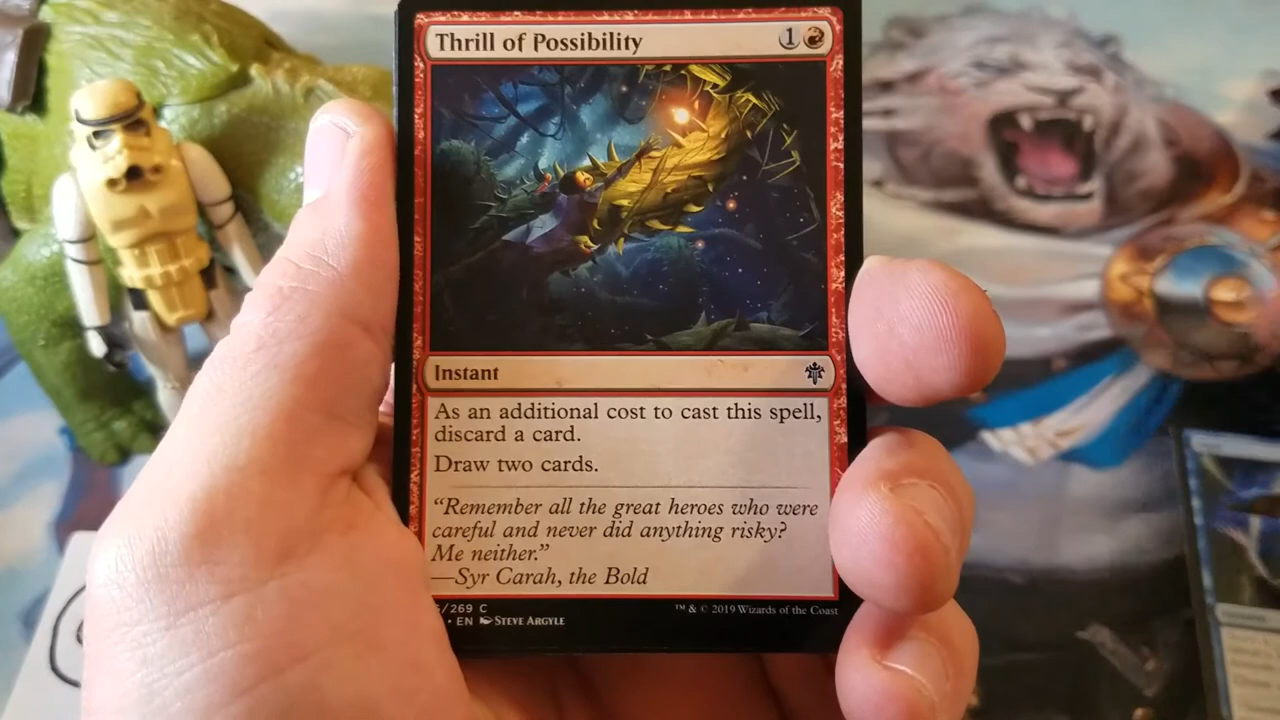 Thrill of Possibility 1
Instant
As an additional cost to cast this spell,
discard a card.
Draw two cards.
“Remember all the great heroes who were
careful and never did anything risky?
Me neither.”
—Syr Carah, the Bold
/269 C
• EN Steve Argyle
™ & © 2019 Wizards of the Coast